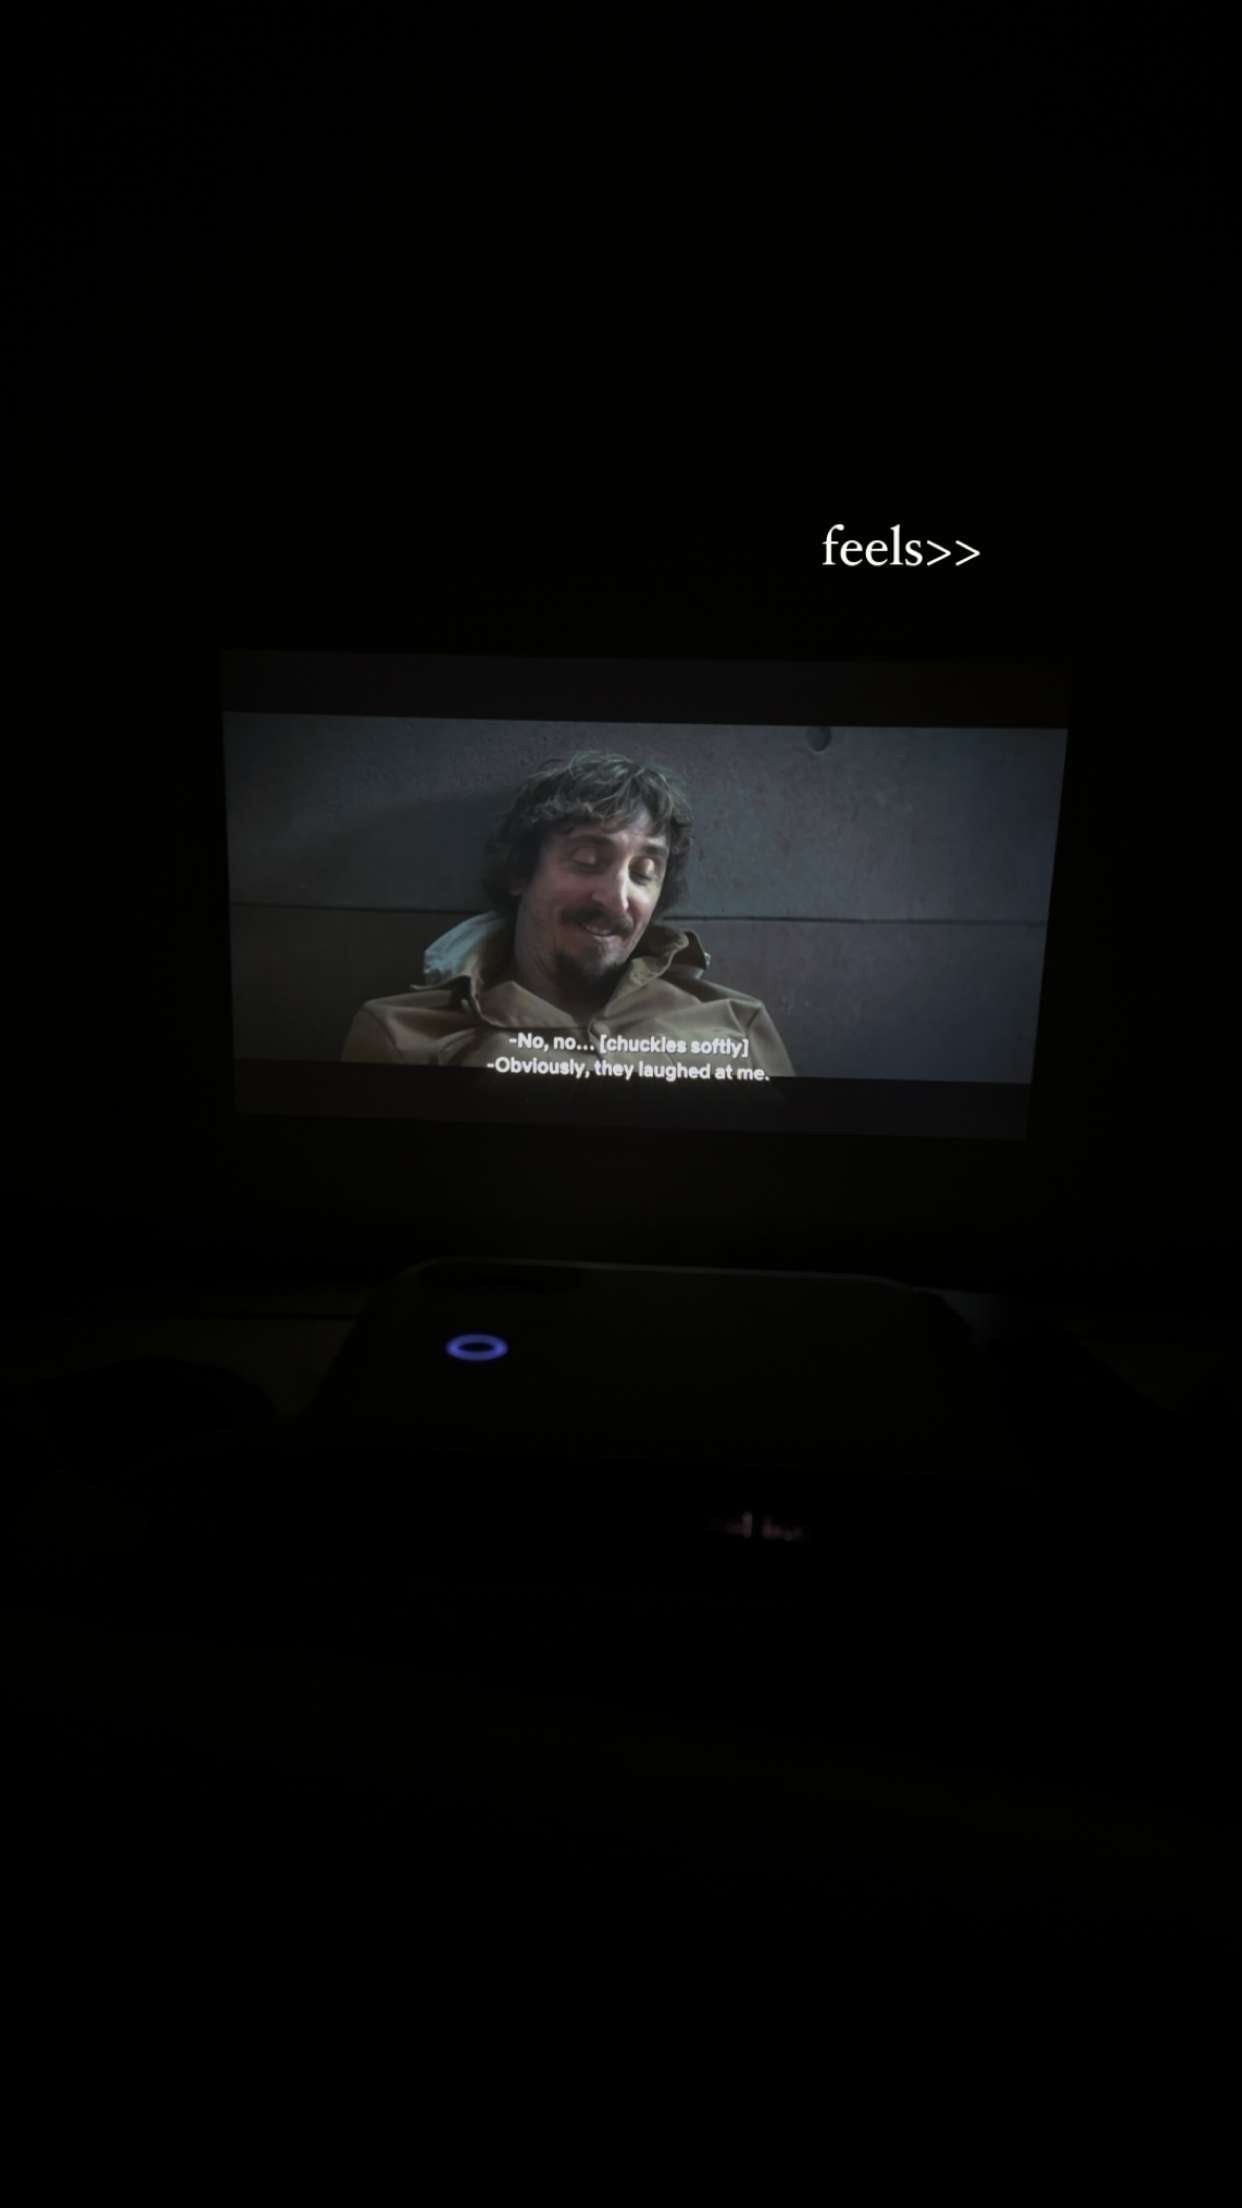 feels>>
-No, no... [chuckles softly]
-Obviously, they laughed at me.